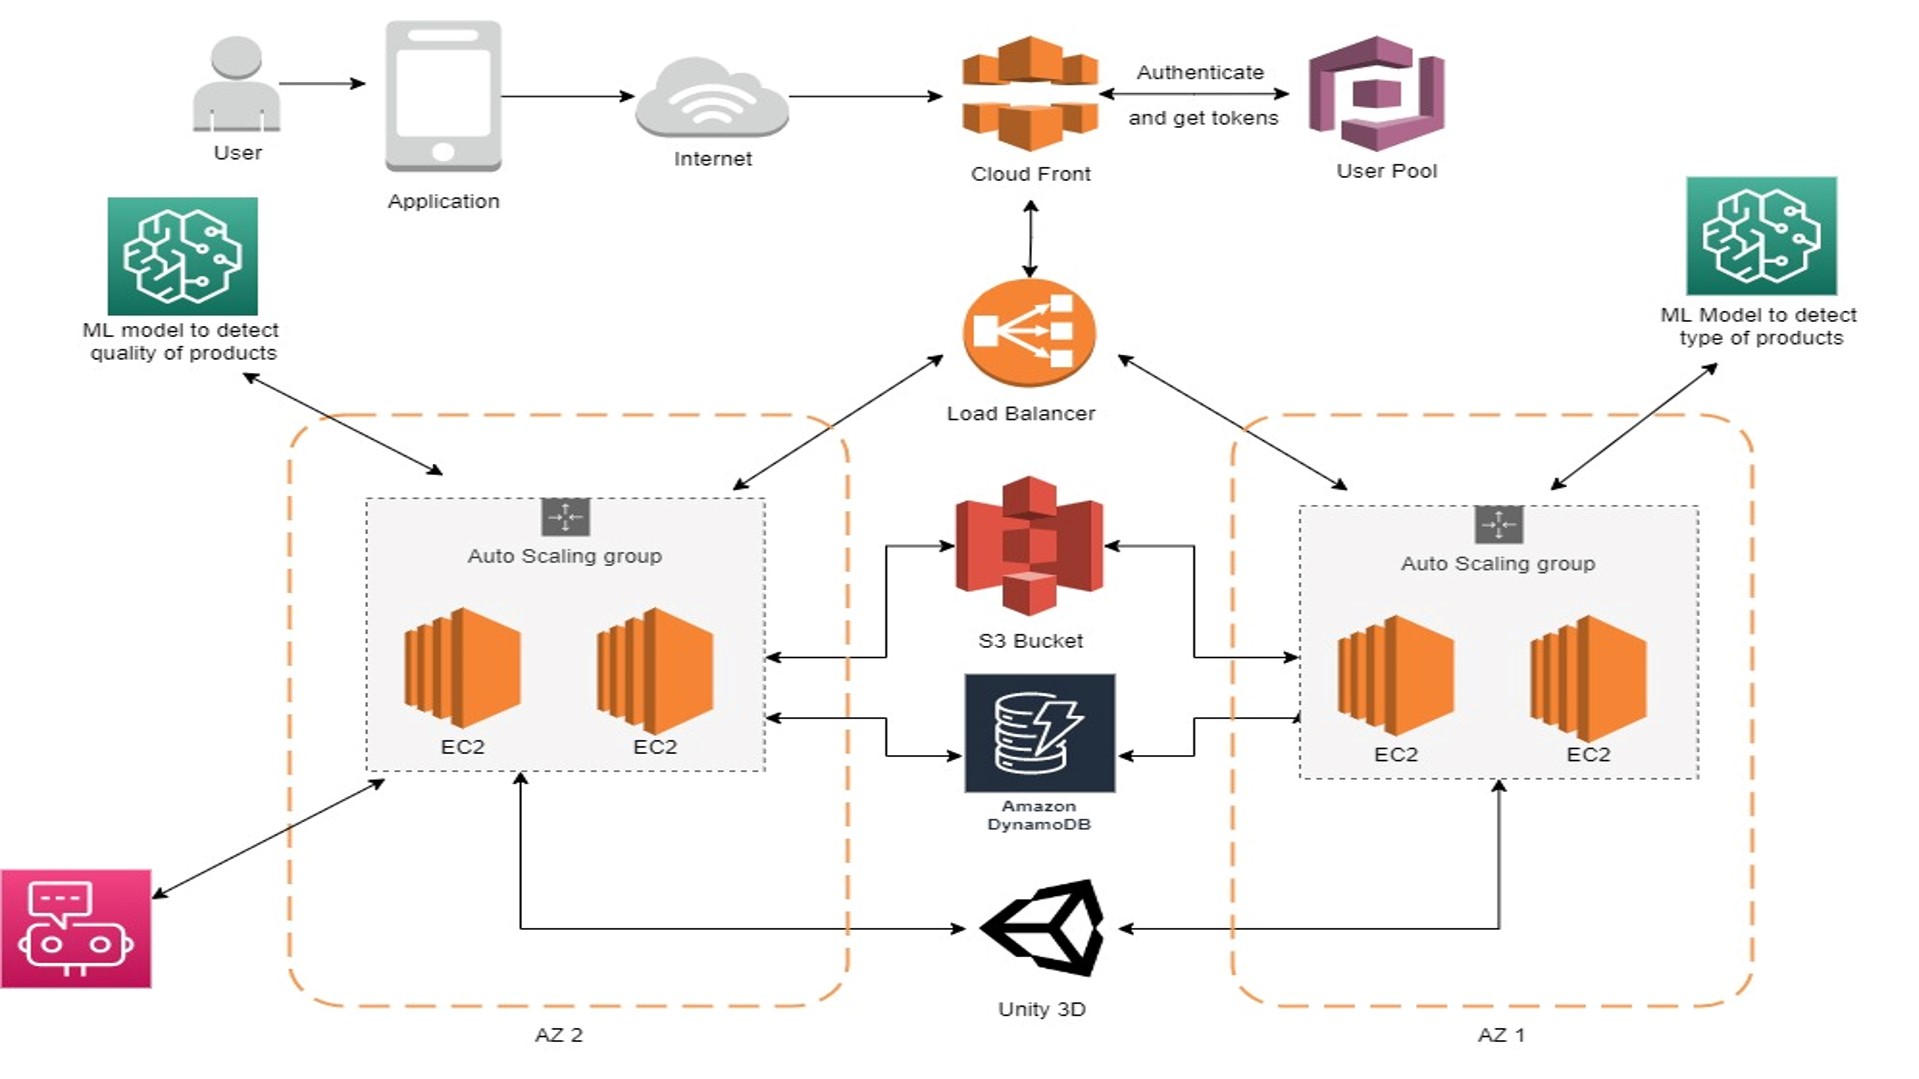 Authenticate
and get tokens
User
Internet
Cloud Front
User Pool
Application
ML model to detect
quality of products
ML Model to detect
type of products
Load Balancer
Auto Scaling group
Auto Scaling group
S3 Bucket
EC2
EC2
EC2
EC2
Amazon
DynamoDB
Unity 3D
AZ 2
AZ 1